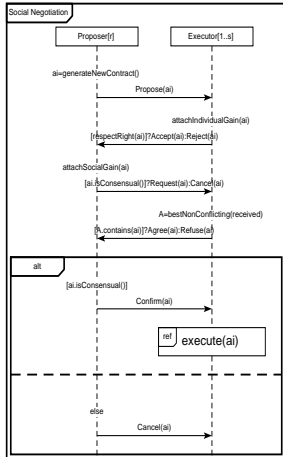 Social Negotiation
Proposer[r]
Executor[1..s]
ai=generateNewContract()
Propose(ai)
attachIndividualGain(ai)
[respectRight(ai)]?Accept(ai):Reject(ai)
attachSocialGain(ai)
[ai.isConsensual()]?Request(ai):Cancel(ai)
A=bestNonConflicting(received)
[A.contains(ai)]?Agree(ai):Refuse(ai)
alt
[ai.isConsensual()]
Confirm(ai)
ref
execute(ai)
else
Cancel(ai)